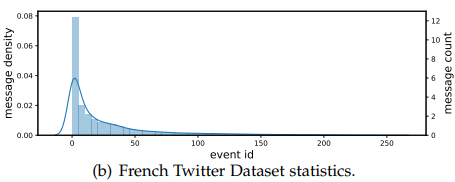 0.08
0.06
0.04
0.02
0.00
message density
12
10
8
6
4
2
0
message count
0 50 100 150 200 250
event id
(b) French Twitter Dataset statistics.